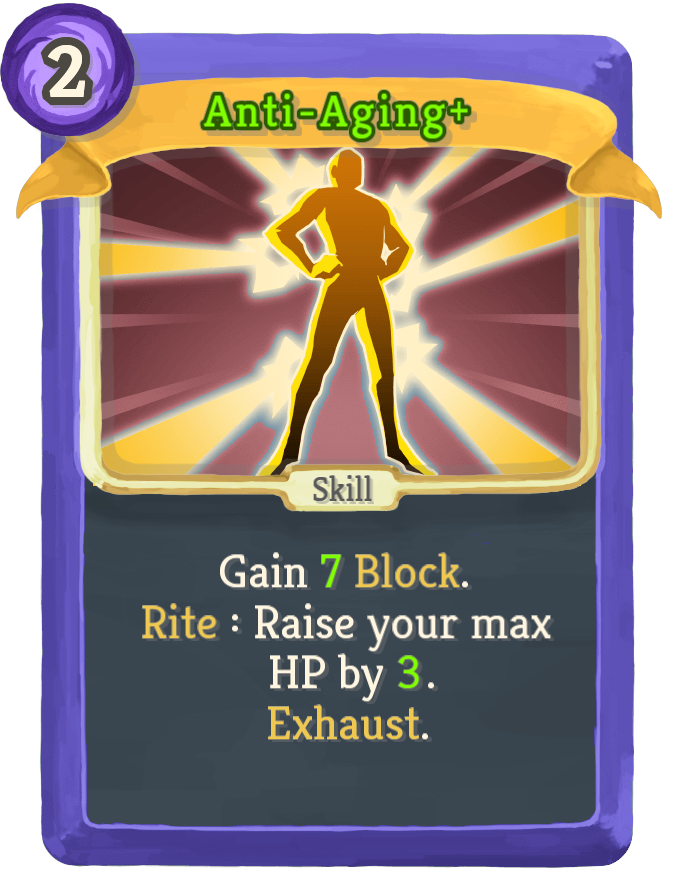 2
Anti-Aging+
Skill
Gain 7 Block.
Rite : Raise your max
HP by 3.
Exhaust.